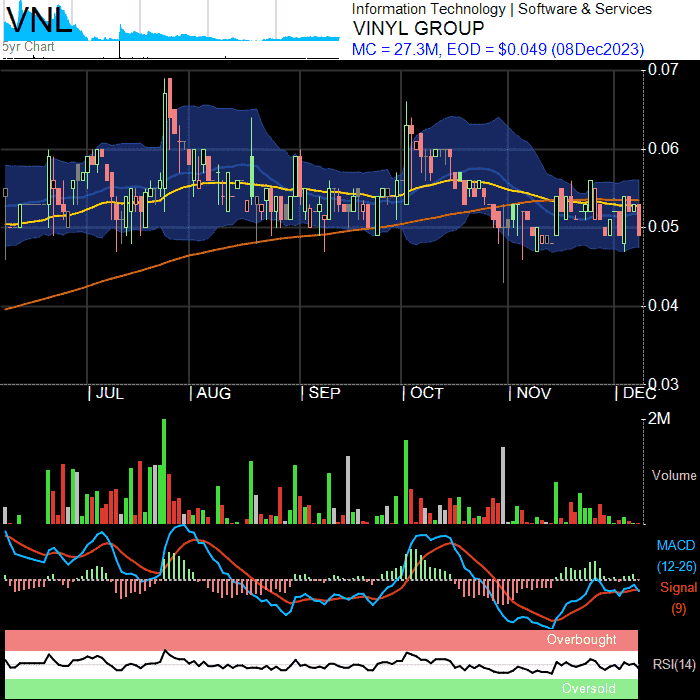 VNL
5yr Chart
Information Technology | Software & Services
VINYL GROUP
MC = 27.3M, EOD = $0.049 (08Dec2023)
0.07
0.06
0.05
0.04
0.03
| JUL | AUG | SEP | OCT | NOV | DEC
2M
Volume
MACD
(12-26)
Signal
(9)
Overbought
RSI(14)
Oversold